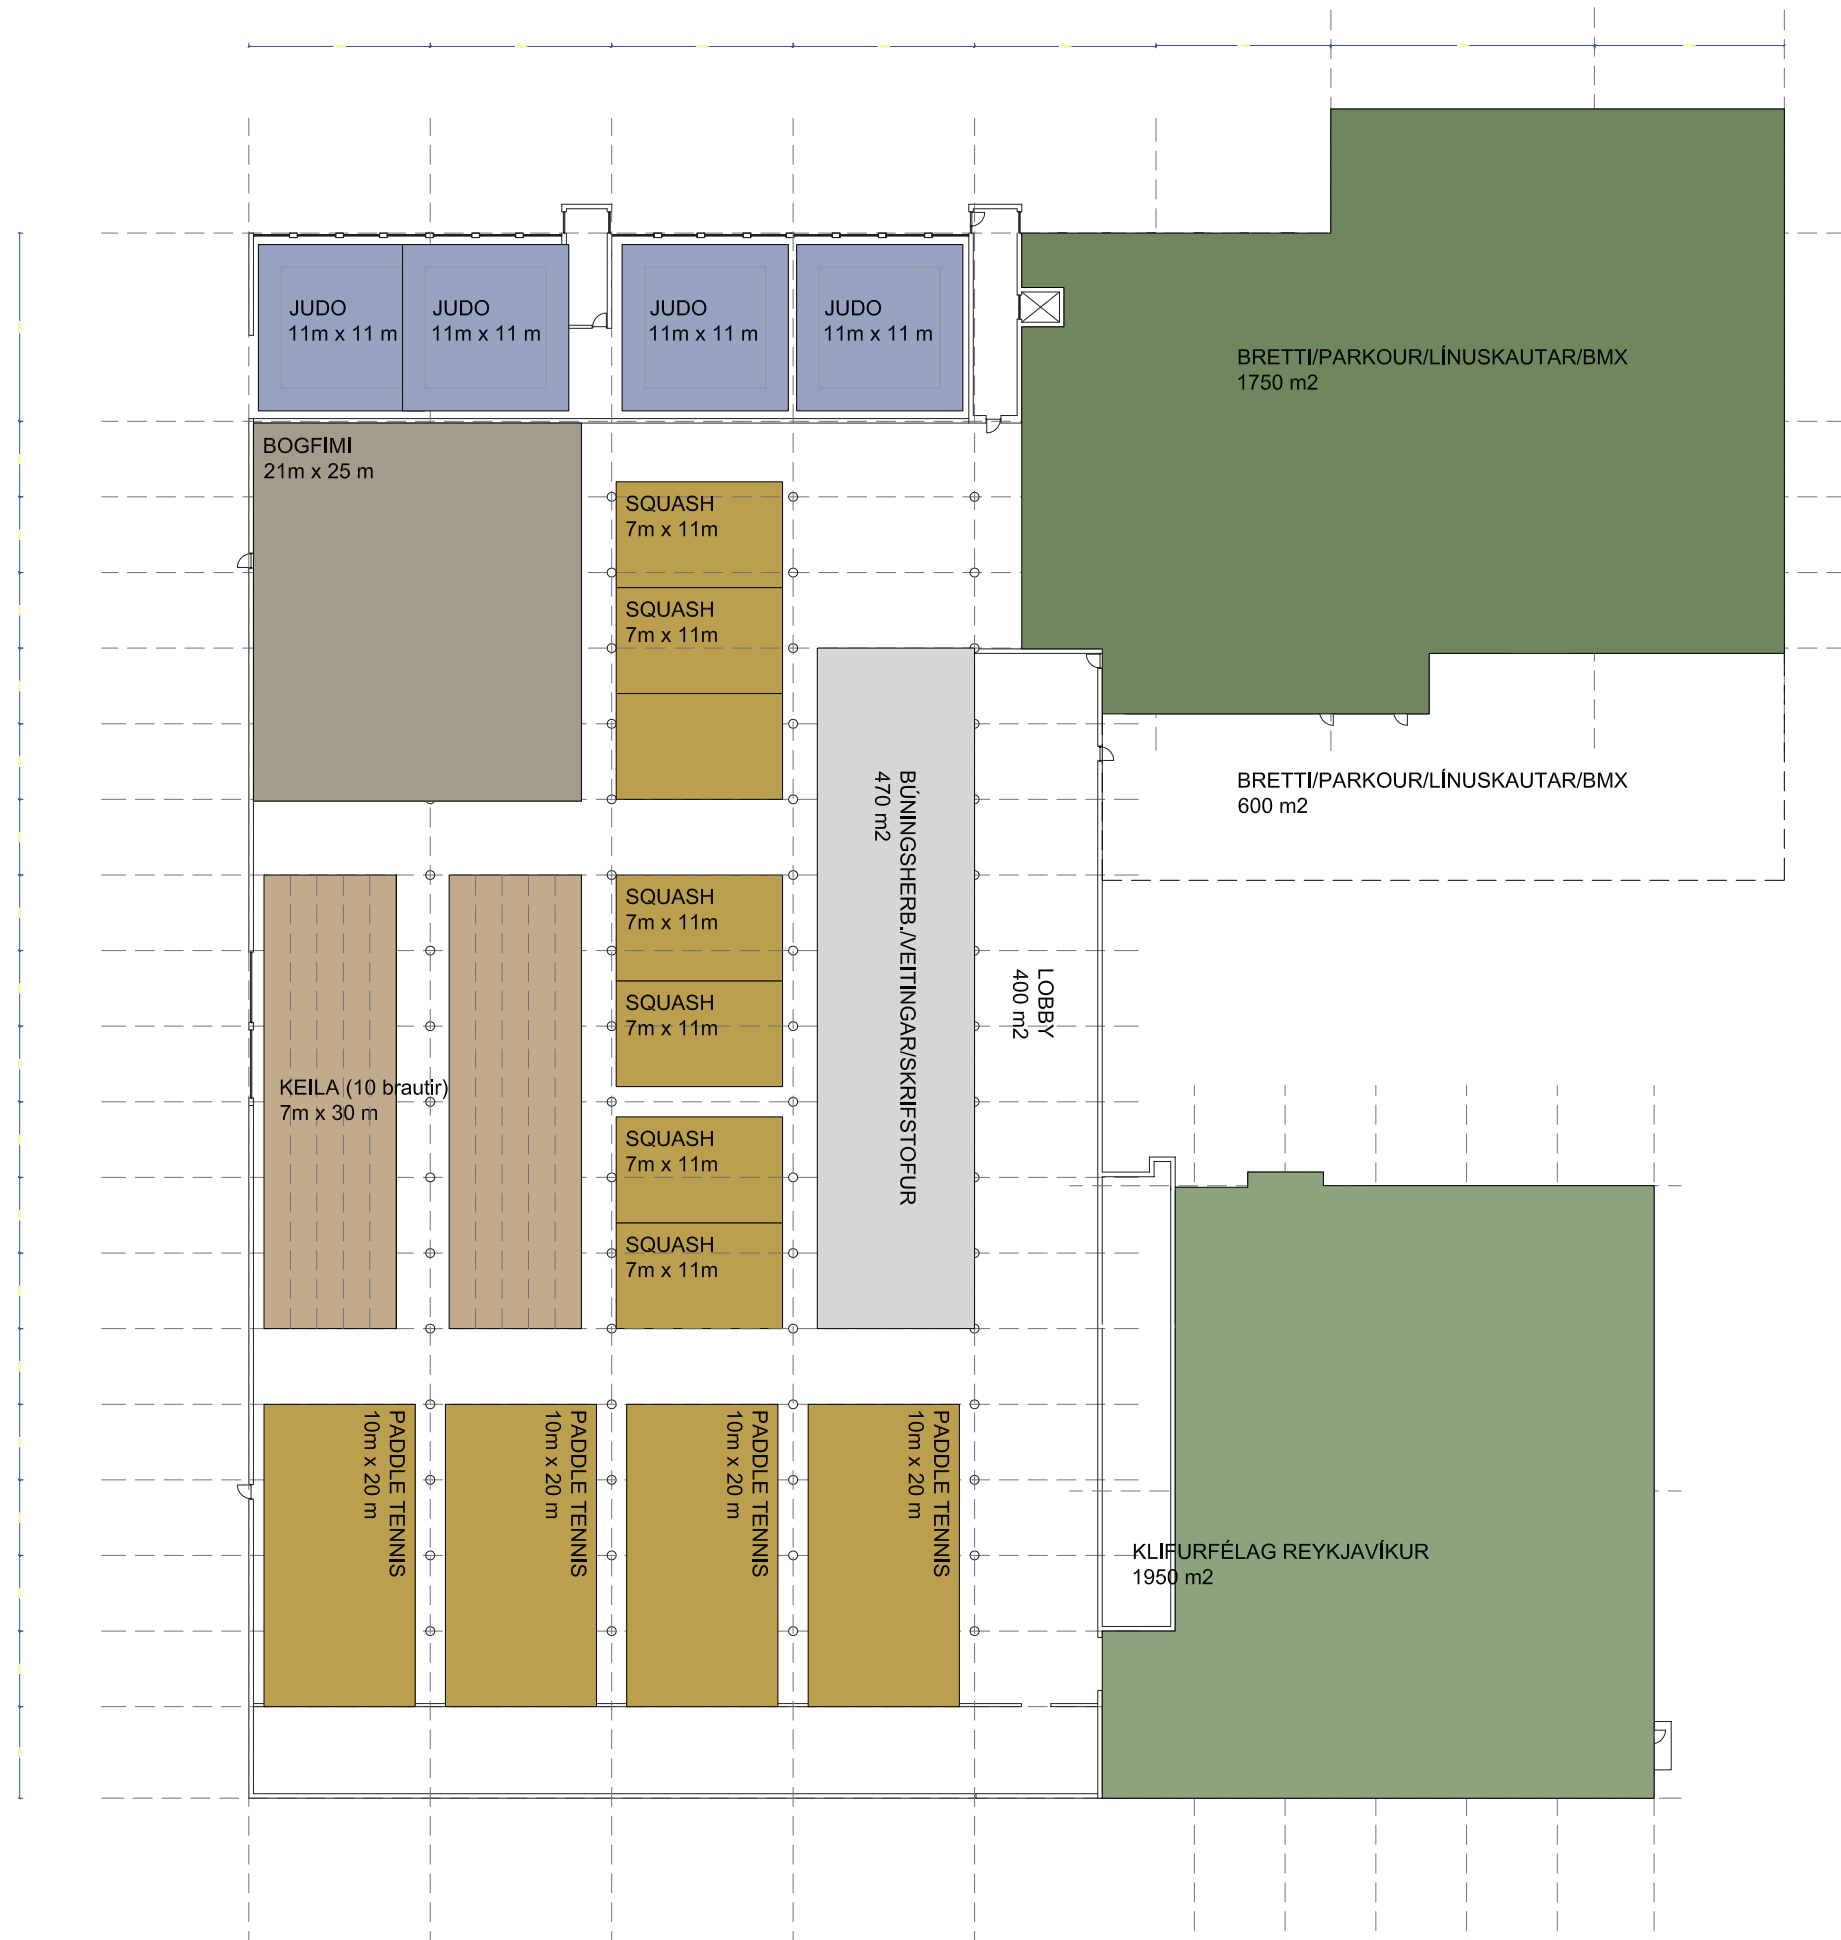 JUDO
11m x 11 m
JUDO
11m x 11 m
JUDO
11m x 11 m
JUDO
11m x 11 m
BRETTI/PARKOUR/LÍNUSKAUTAR/BMX
1750 m2
BOGFIMI
21m x 25 m
SQUASH
7m x 11m
SQUASH
7m x 11m
BÚNINGSHERB./VEITINGAR/SKRIFSTOFUR
470 m2
BRETTI/PARKOUR/LÍNUSKAUTAR/BMX
600 m2
SQUASH
7m x 11m
SQUASH
7m x 11m
LOBBY
400 m2
KEILA (10 brautir)
7m x 30 m
SQUASH
7m x 11m
SQUASH
7m x 11m
PADDLE TENNIS
10m x 20 m
PADDLE TENNIS
10m x 20 m
PADDLE TENNIS
10m x 20 m
PADDLE TENNIS
10m x 20 m
KLIFURFÉLAG REYKJAVÍKUR
1950 m2